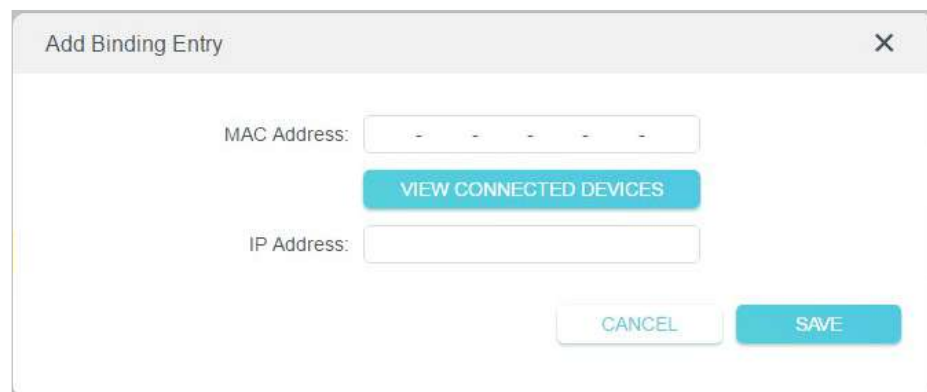 Add Binding Entry
MAC Address: - - - - -
VIEW CONNECTED DEVICES
IP Address:
CANCEL SAVE